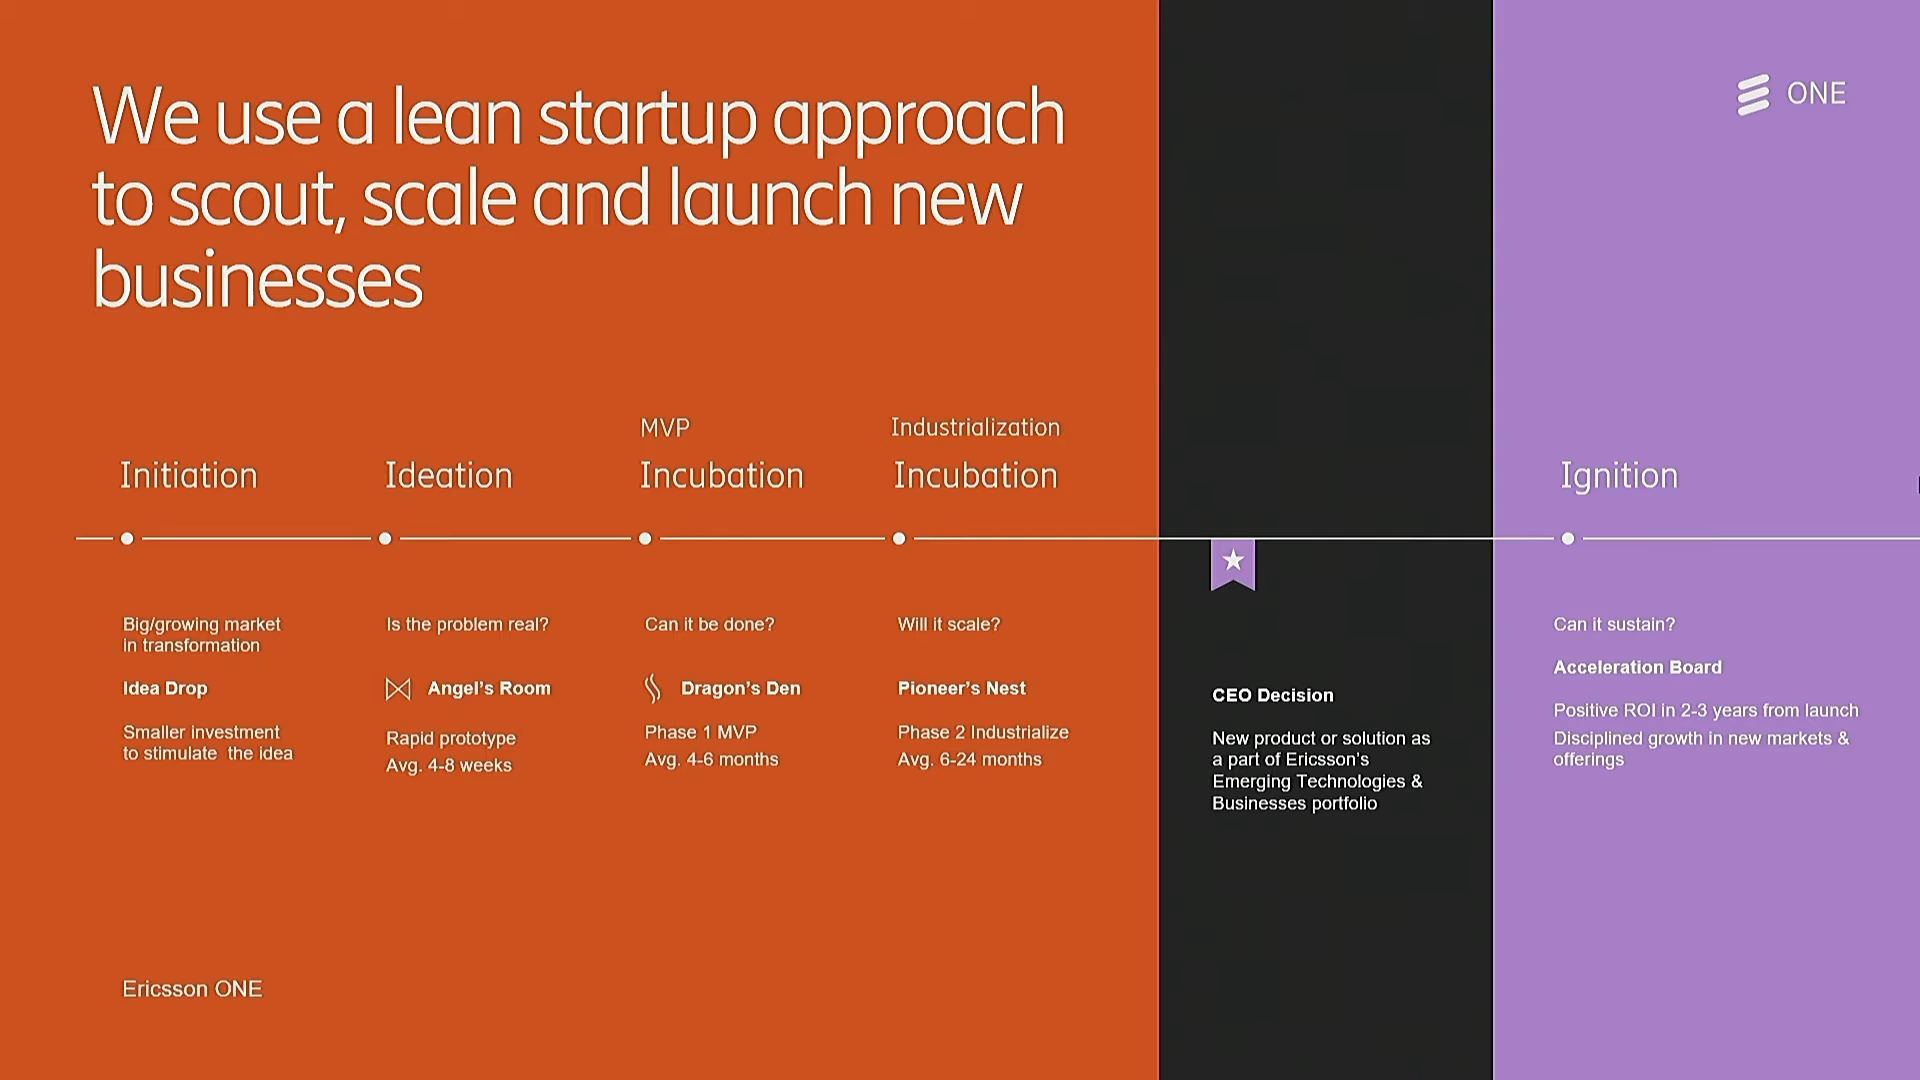 We use a lean startup approach
to scout, scale and launch new
businesses
ONE
MVP
Industrialization
Initiation
Ideation
Incubation
Incubation
Ignition
Big/growing market
in transformation
Idea Drop
Smaller investment
to stimulate  the idea
Is the problem real?
Angel’s Room
Rapid prototype
Avg. 4-8 weeks
Can it be done?
Dragon’s Den
Phase 1 MVP
Avg. 4-6 months
Will it scale?
Pioneer’s Nest
Phase 2 Industrialize
Avg. 6-24 months
CEO Decision
New product or solution as
a part of Ericsson’s
Emerging Technologies &
Businesses portfolio
Can it sustain?
Acceleration Board
Positive ROI in 2-3 years from launch
Disciplined growth in new markets &
offerings
Ericsson ONE